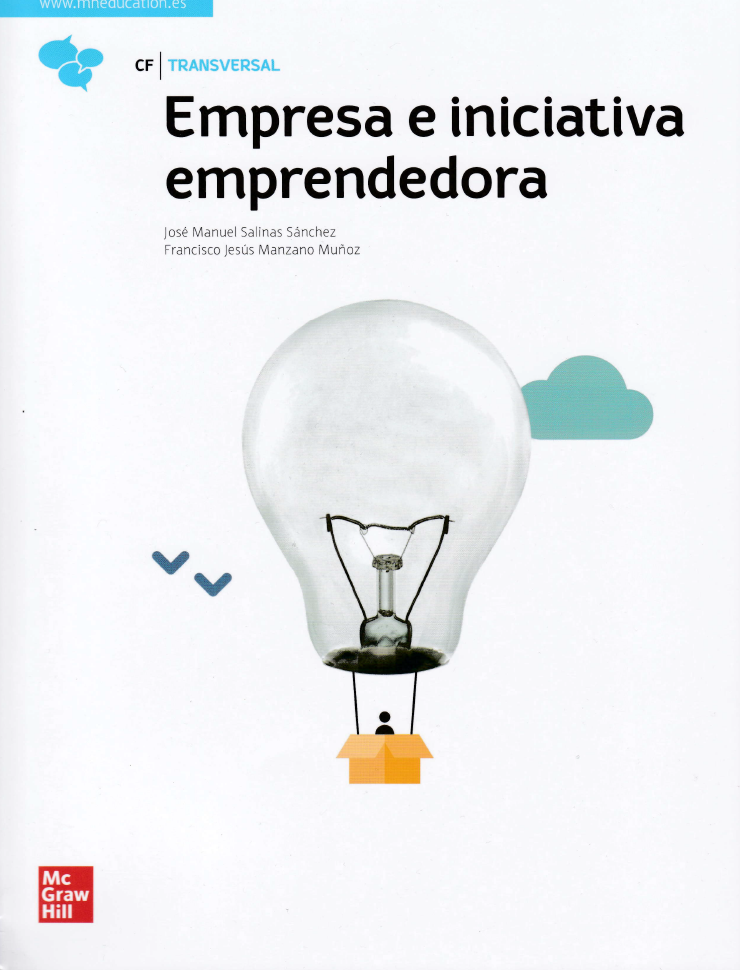 www.mheducation.es
CF | TRANSVERSAL
Empresa e iniciativa
emprendedora
José Manuel Salinas Sánchez
Francisco Jesús Manzano Muñoz
Mc
Graw
Hill